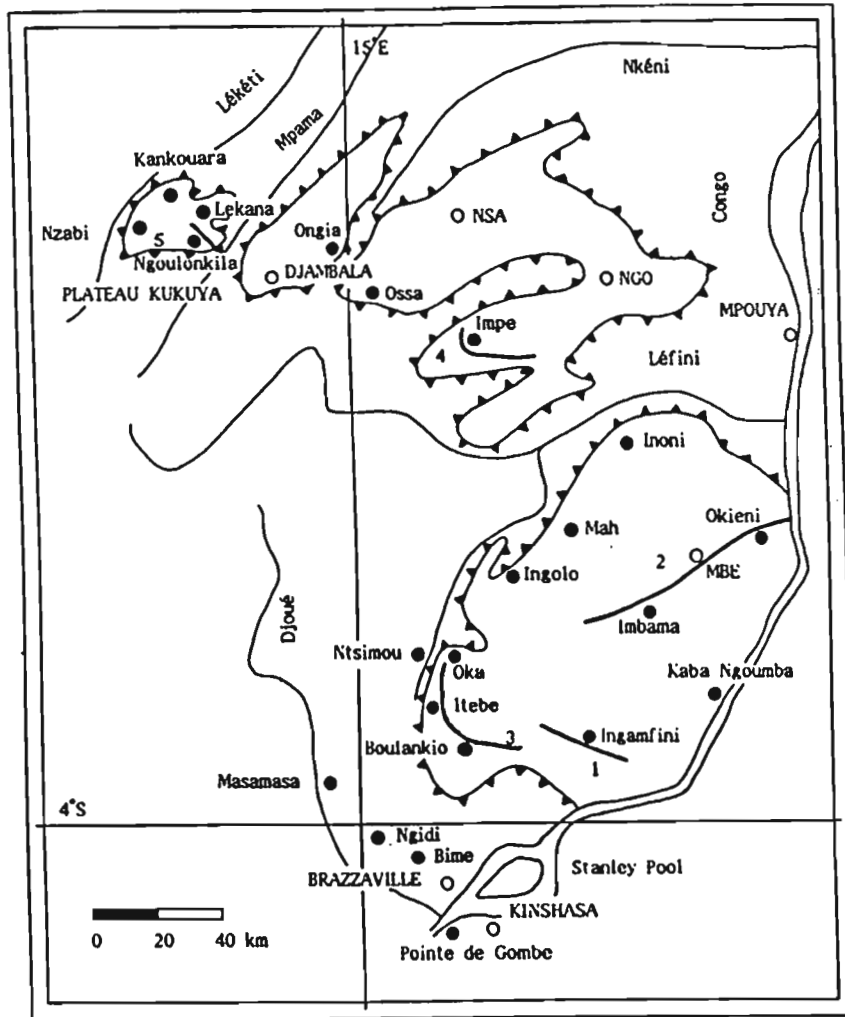 15°E
Nkéni
Lékéti
Mpama
Kankouara
Congo
Lekana
Nzabi
5
Ongia
NSA
Ngoulonkila
DJAMBALA
NGO
PLATEAU KUKUYA
Ossa
MPOUYA
Impe
4
Léfini
Inoni
Okieni
Mah
2
MBE
Ingolo
Imbama
Djoué
Ntsimou
Oka
Kaba Ngoumba
Itebe
Ingamfini
3
Boulankio
1
Masamasa
4°S
Ngidi
Bime
Stanley Pool
BRAZZAVILLE
KINSHASA
0 20 40 km
Pointe de Gombe